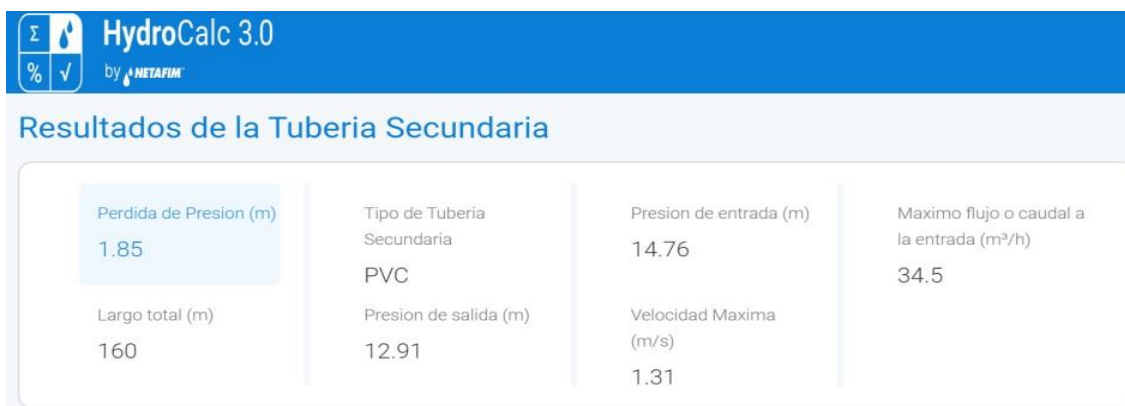 Σ
% √
HydroCalc 3.0
by NETAFIM™
Resultados de la Tuberia Secundaria
Perdida de Presion (m)
1.85
Tipo de Tuberia
Secundaria
PVC
Presion de entrada (m)
14.76
Maximo flujo o caudal a
la entrada (m³/h)
34.5
Largo total (m)
160
Presion de salida (m)
12.91
Velocidad Maxima
(m/s)
1.31